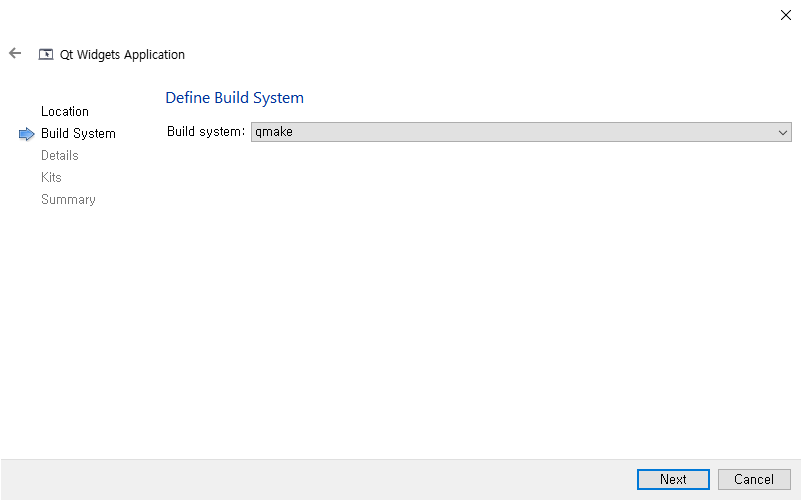 Qt Widgets Application
Location
Build System
Details
Kits
Summary
Define Build System
Build system: qmake
Next Cancel